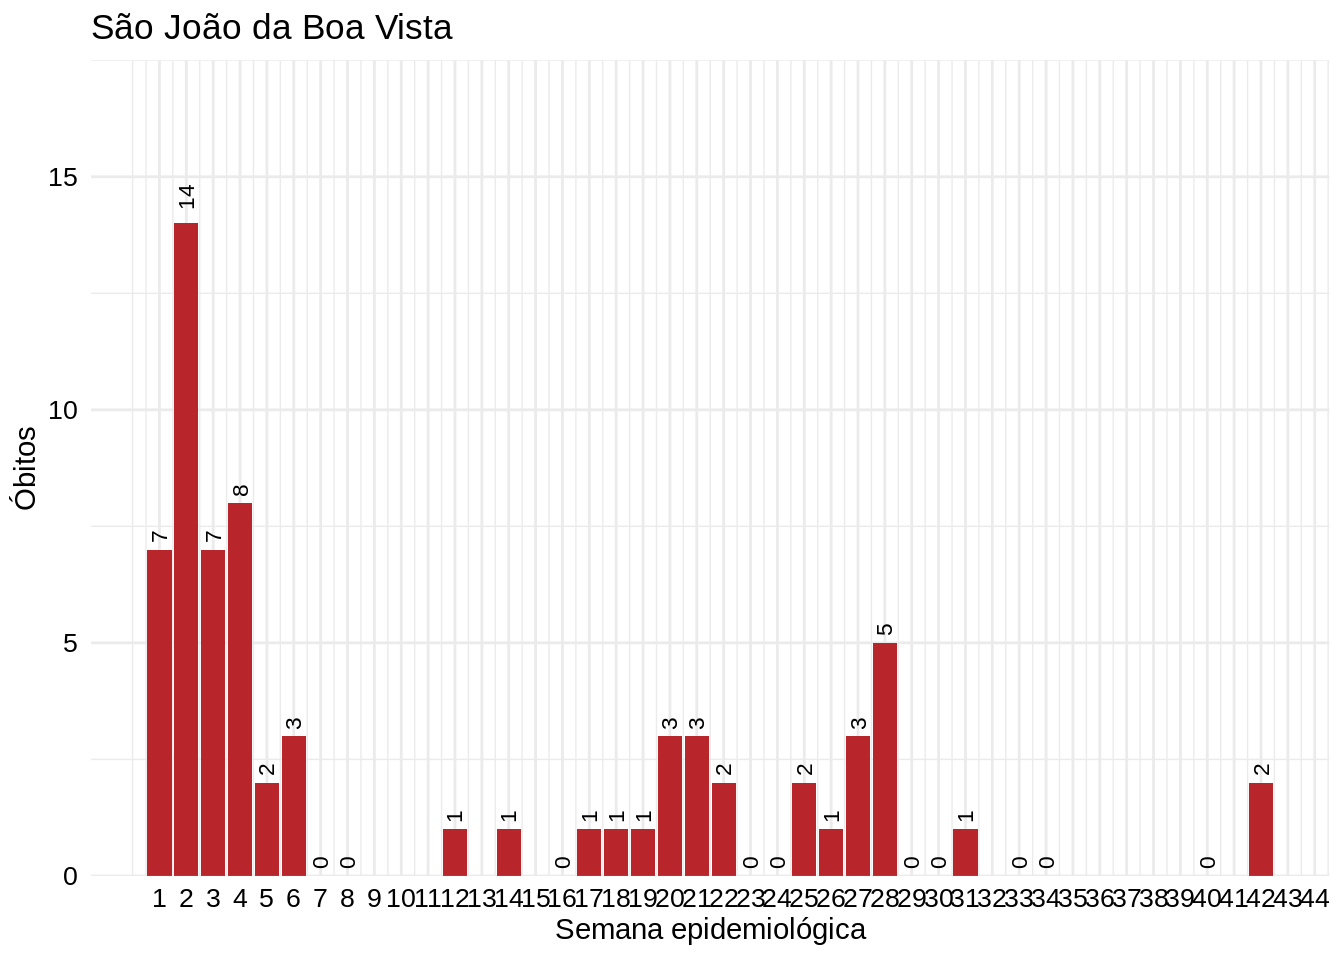 São João da Boa Vista
Óbitos
15
10
5
0
7 14 7 8 2 3 0 0 1 1 0 1 1 1 3 3 2 0 0 2 1 3 5 0 0 1 0 0 0 2
1 2 3 4 5 6 7 8 9 10 11 12 13 14 15 16 17 18 19 20 21 22 23 24 25 26 27 28 29 30 31 32 33 34 35 36 37 38 39 40 41 42 43 44
Semana epidemiológica